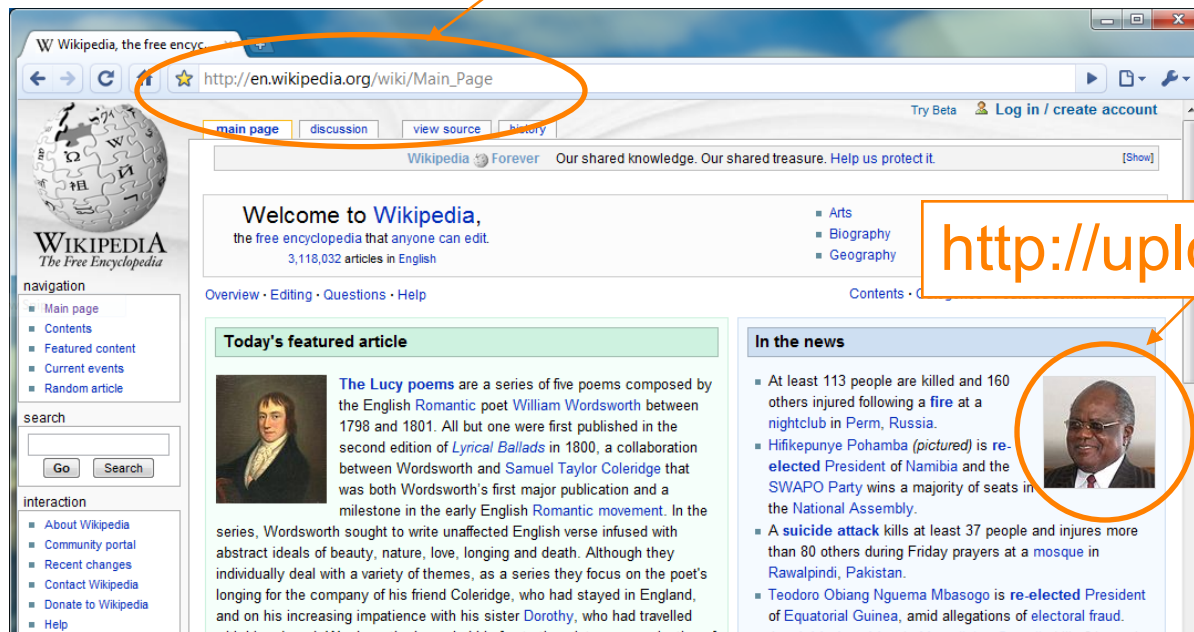 Wikipedia, the free encyc...
http://en.wikipedia.org/wiki/Main_Page
Try Beta Log in / create account
main page discussion view source history
Wikipedia Forever Our shared knowledge. Our shared treasure. Help us protect it. [Show]
WIKIPEDIA
The Free Encyclopedia
navigation
Main page
Contents
Featured content
Current events
Random article
search
Go Search
interaction
About Wikipedia
Community portal
Recent changes
Contact Wikipedia
Donate to Wikipedia
Help
Welcome to Wikipedia,
the free encyclopedia that anyone can edit.
3,118,032 articles in English
Arts
Biography
Geography
http://uplo
Overview · Editing · Questions · Help
Contents ·
Today's featured article
The Lucy poems are a series of five poems composed by
the English Romantic poet William Wordsworth between
1798 and 1801. All but one were first published in the
second edition of Lyrical Ballads in 1800, a collaboration
between Wordsworth and Samuel Taylor Coleridge that
was both Wordsworth's first major publication and a
milestone in the early English Romantic movement. In the
series, Wordsworth sought to write unaffected English verse infused with
abstract ideals of beauty, nature, love, longing and death. Although they
individually deal with a variety of themes, as a series they focus on the poet's
longing for the company of his friend Coleridge, who had stayed in England,
and on his increasing impatience with his sister Dorothy, who had travelled
In the news
At least 113 people are killed and 160
others injured following a fire at a
nightclub in Perm, Russia.
Hifikepunye Pohamba (pictured) is re-
elected President of Namibia and the
SWAPO Party wins a majority of seats in
the National Assembly.
A suicide attack kills at least 37 people and injures more
than 80 others during Friday prayers at a mosque in
Rawalpindi, Pakistan.
Teodoro Obiang Nguema Mbasogo is re-elected President
of Equatorial Guinea, amid allegations of electoral fraud.